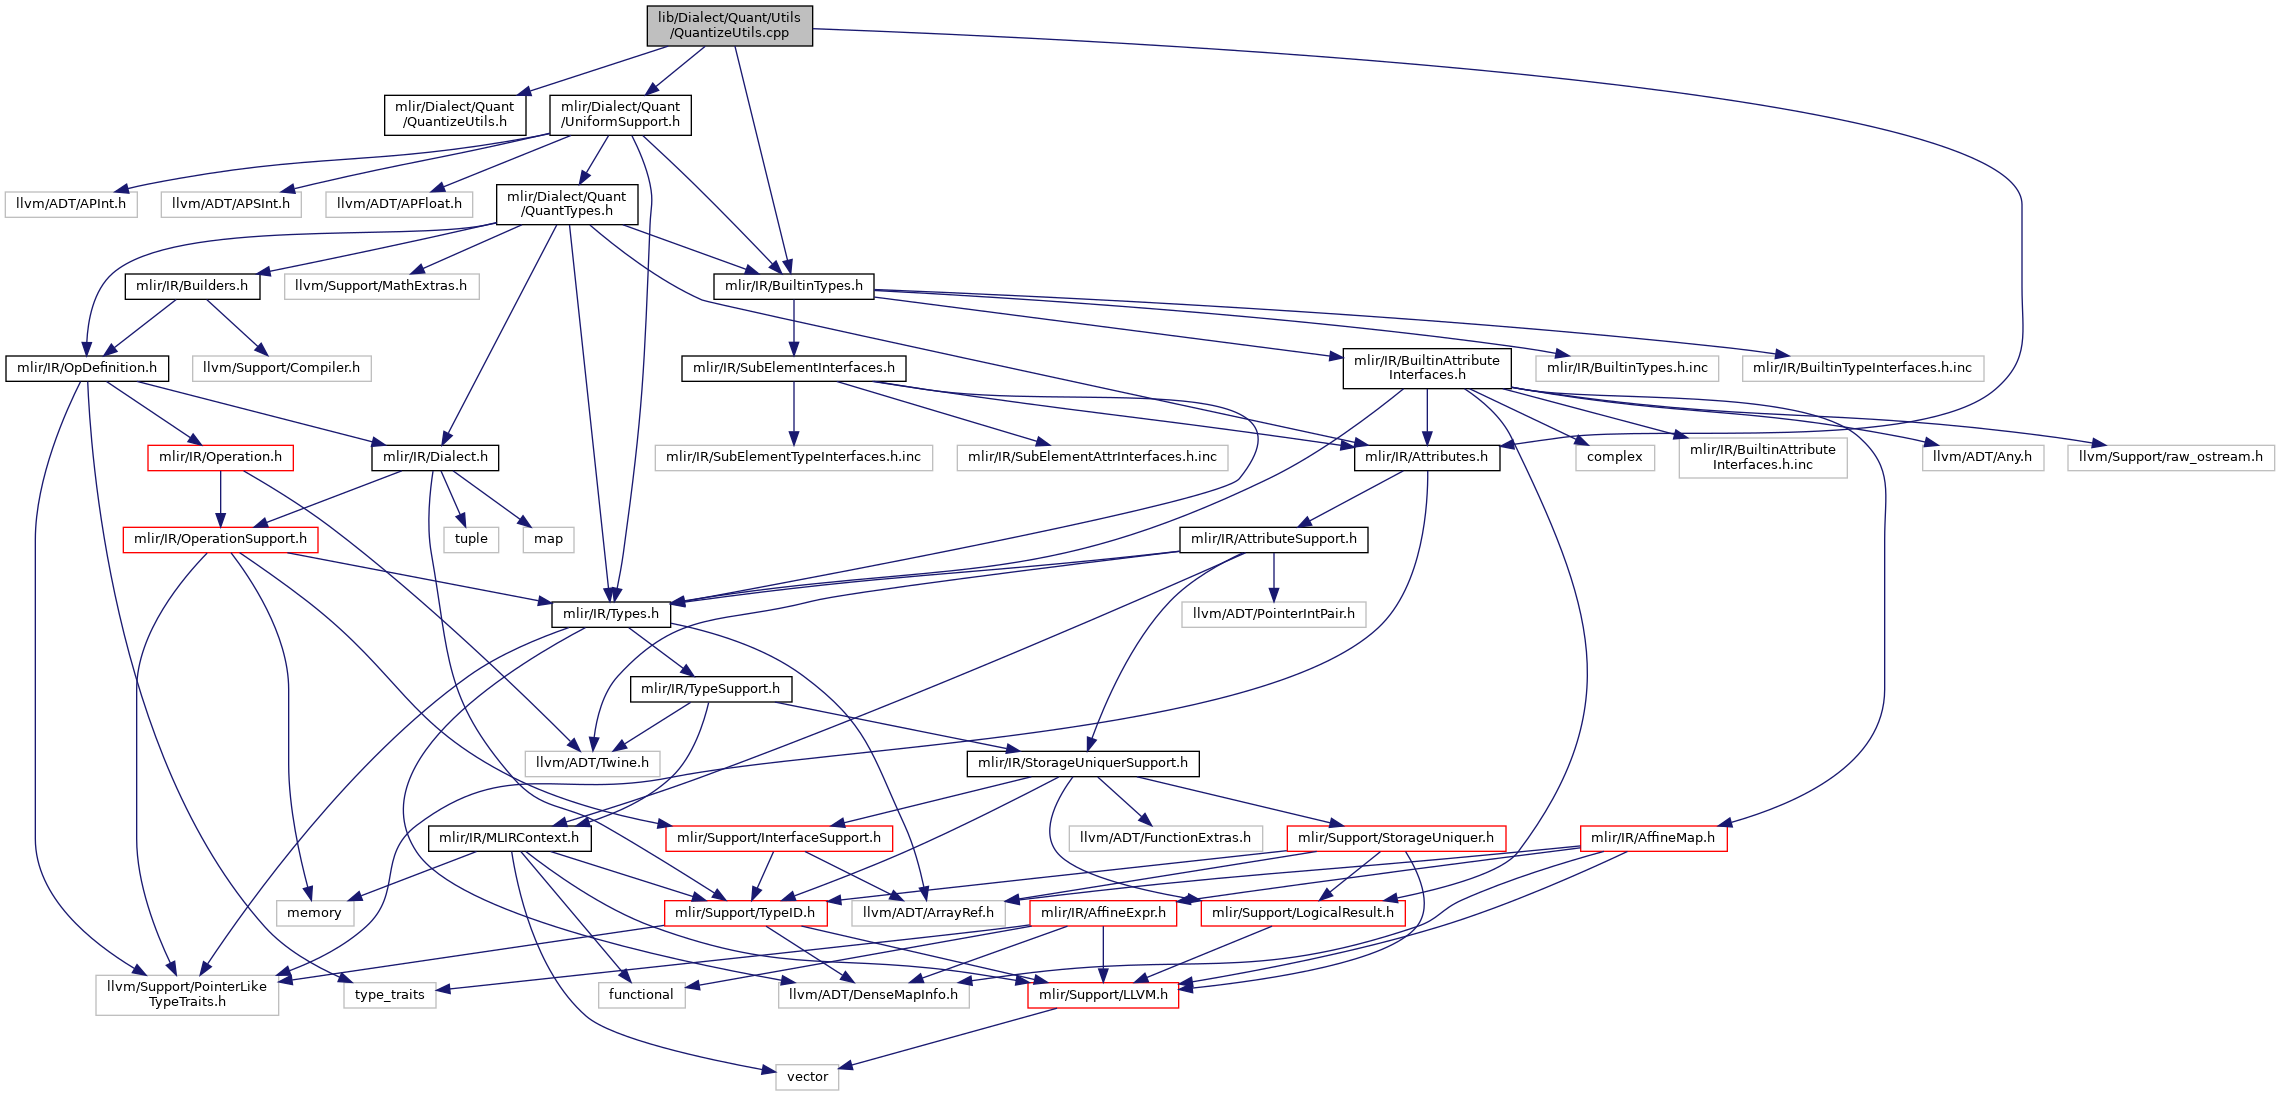 lib/Dialect/Quant/Utils
/QuantizeUtils.cpp
mlir/Dialect/Quant
/QuantizeUtils.h
mlir/Dialect/Quant
/UniformSupport.h
llvm/ADT/APInt.h
llvm/ADT/APSInt.h
llvm/ADT/APFloat.h
mlir/Dialect/Quant
/QuantTypes.h
mlir/IR/Builders.h
llvm/Support/MathExtras.h
mlir/IR/BuiltinTypes.h
mlir/IR/OpDefinition.h
llvm/Support/Compiler.h
mlir/IR/SubElementInterfaces.h
mlir/IR/BuiltinAttribute
Interfaces.h
mlir/IR/BuiltinTypes.h.inc
mlir/IR/BuiltinTypeInterfaces.h.inc
mlir/IR/Operation.h
mlir/IR/Dialect.h
mlir/IR/SubElementTypeInterfaces.h.inc
mlir/IR/SubElementAttrInterfaces.h.inc
mlir/IR/Attributes.h
complex
mlir/IR/BuiltinAttribute
Interfaces.h.inc
llvm/ADT/Any.h
llvm/Support/raw_ostream.h
mlir/IR/OperationSupport.h
tuple
map
mlir/IR/AttributeSupport.h
mlir/IR/Types.h
llvm/ADT/PointerIntPair.h
mlir/IR/TypeSupport.h
llvm/ADT/Twine.h
mlir/IR/StorageUniquerSupport.h
mlir/IR/MLIRContext.h
mlir/Support/InterfaceSupport.h
llvm/ADT/FunctionExtras.h
mlir/Support/StorageUniquer.h
mlir/IR/AffineMap.h
memory
mlir/Support/TypeID.h
llvm/ADT/ArrayRef.h
mlir/IR/AffineExpr.h
mlir/Support/LogicalResult.h
llvm/Support/PointerLike
TypeTraits.h
type_traits
functional
llvm/ADT/DenseMapInfo.h
mlir/Support/LLVM.h
vector